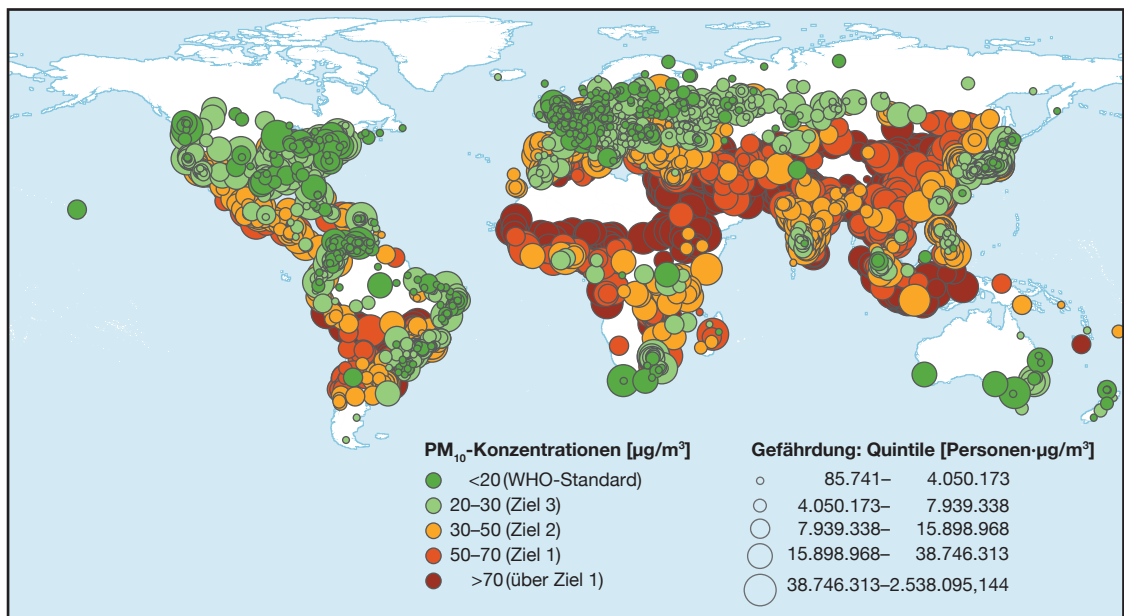 PM₁₀-Konzentrationen [µg/m³]
<20 (WHO-Standard)
20–30 (Ziel 3)
30–50 (Ziel 2)
50–70 (Ziel 1)
>70 (über Ziel 1)
Gefährdung: Quintile [Personen·µg/m³]
85.741– 4.050.173
4.050.173– 7.939.338
7.939.338– 15.898.968
15.898.968– 38.746.313
38.746.313–2.538.095,144